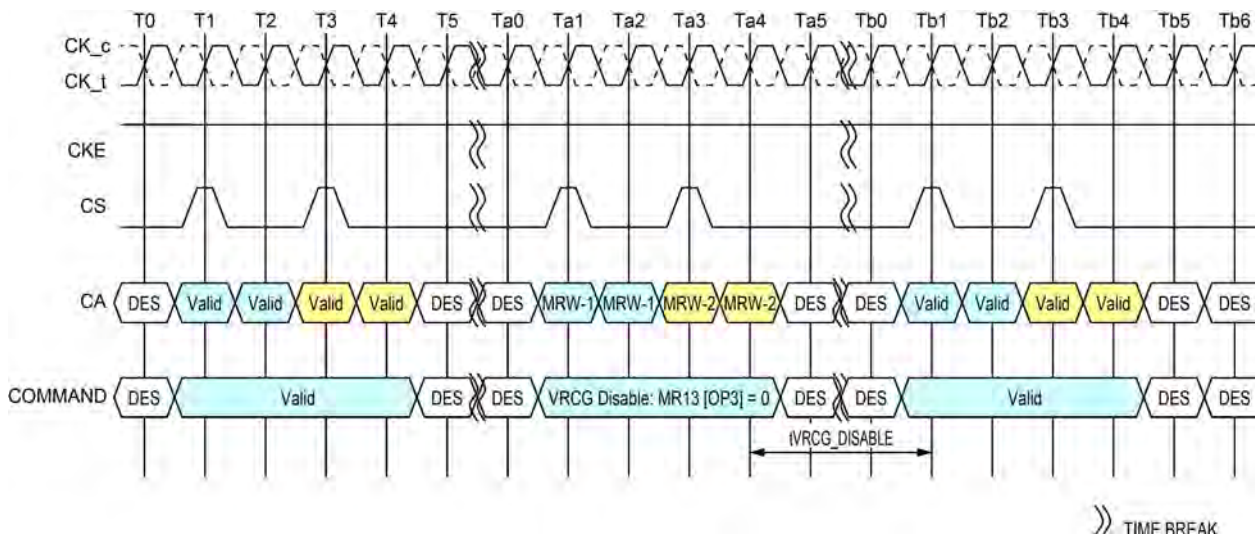 T0 T1 T2 T3 T4 T5 Ta0 Ta1 Ta2 Ta3 Ta4 Ta5 Tb0 Tb1 Tb2 Tb3 Tb4 Tb5 Tb6
CK_c
CK_t
CKE
CS
CA DES Valid Valid Valid Valid DES DES MRW-1 MRW-1 MRW-2 MRW-2 DES DES Valid Valid Valid Valid DES DES
COMMAND DES Valid DES DES VRCG Disable: MR13 [OP3] = 0 DES DES Valid DES DES
tVRCG_DISABLE
TIME BREAK